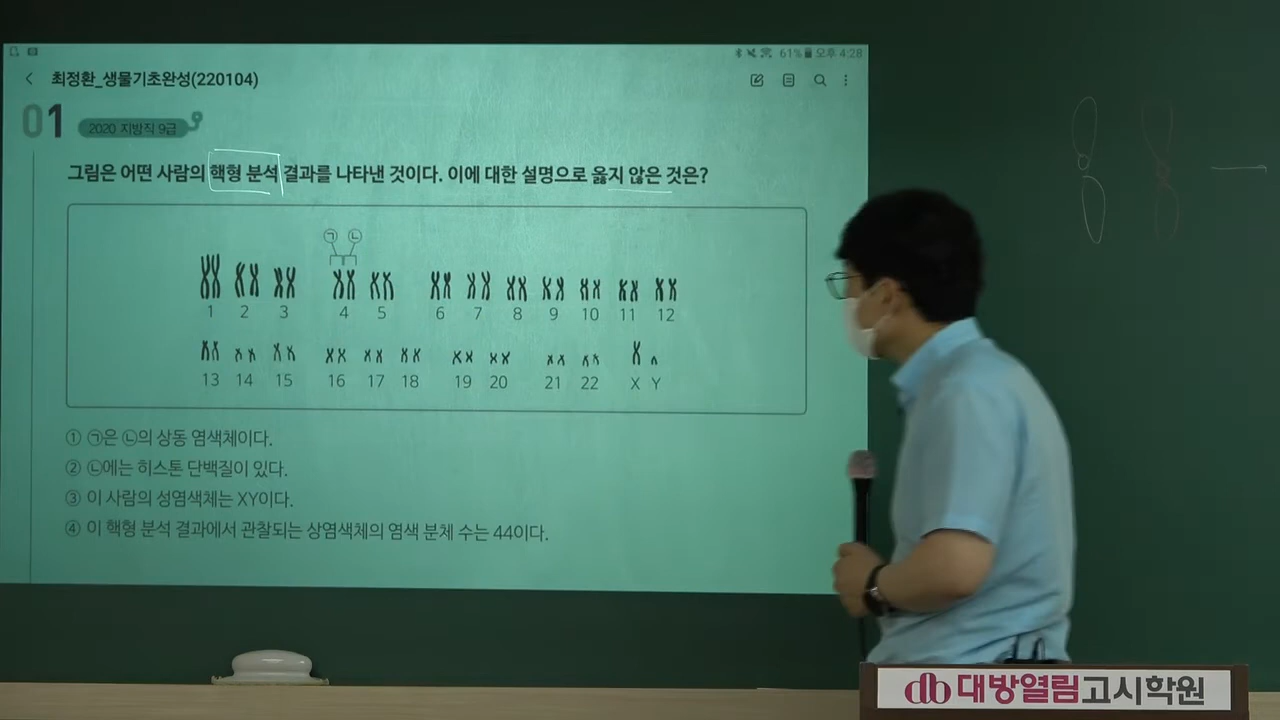 61% 오후 4:28
최정환_생물기초완성(220104)
01 2020 지방직 9급
그림은 어떤 사람의 핵형 분석 결과를 나타낸 것이다. 이에 대한 설명으로 옳지 않은 것은?
㉠ ㉡
1 2 3 4 5 6 7 8 9 10 11 12
13 14 15 16 17 18 19 20 21 22 X Y
① ㉠은 ㉡의 상동 염색체이다.
② ㉡에는 히스톤 단백질이 있다.
③ 이 사람의 성염색체는 XY이다.
④ 이 핵형 분석 결과에서 관찰되는 상염색체의 염색 분체 수는 44이다.
db 대방열림고시학원